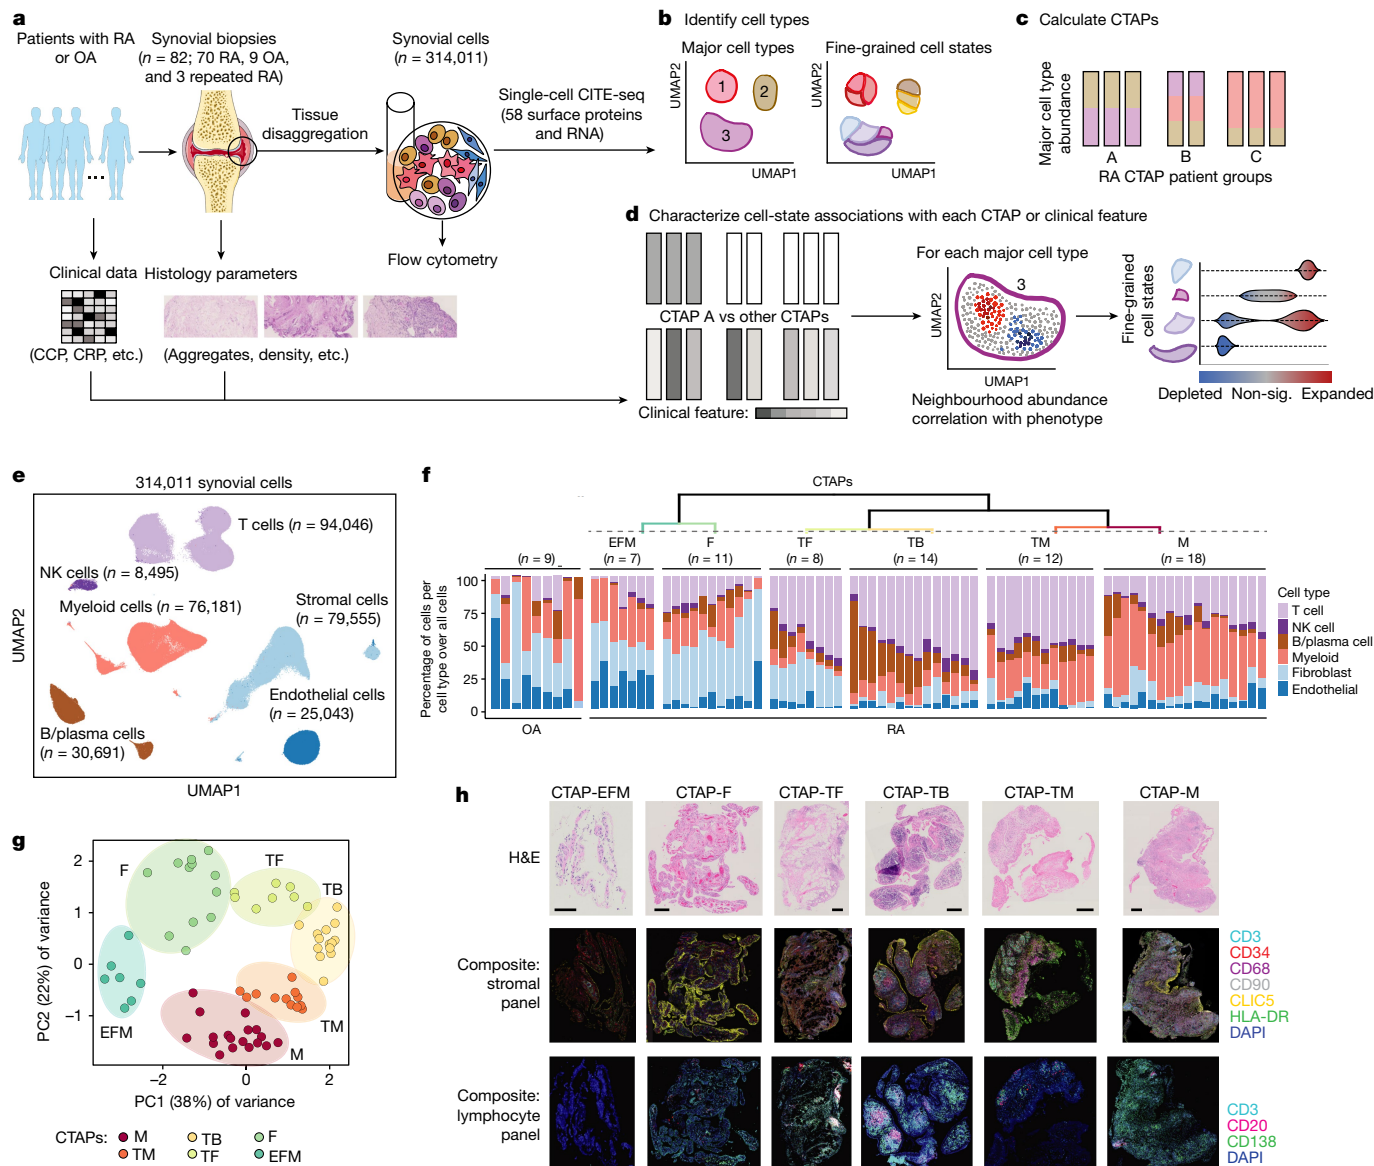 a
Patients with RA
or OA
Synovial biopsies
(n = 82; 70 RA, 9 OA,
and 3 repeated RA)
Synovial cells
(n = 314,011)
Tissue
disaggregation
Single-cell CITE-seq
(58 surface proteins
and RNA)
Flow cytometry
Clinical data
Histology parameters
(CCP, CRP, etc.)
(Aggregates, density, etc.)
b Identify cell types
Major cell types
Fine-grained cell states
UMAP2
1
2
3
UMAP1
UMAP2
UMAP1
c Calculate CTAPs
Major cell type
abundance
A
B
C
RA CTAP patient groups
d Characterize cell-state associations with each CTAP or clinical feature
CTAP A vs other CTAPs
Clinical feature:
For each major cell type
3
UMAP2
UMAP1
Neighbourhood abundance
correlation with phenotype
Fine-grained
cell states
Depleted Non-sig. Expanded
e
314,011 synovial cells
T cells (n = 94,046)
NK cells (n = 8,495)
Myeloid cells (n = 76,181)
Stromal cells
(n = 79,555)
Endothelial cells
(n = 25,043)
B/plasma cells
(n = 30,691)
UMAP2
UMAP1
f
CTAPs
EFM
F
TF
TB
TM
M
(n = 9)
(n = 7)
(n = 11)
(n = 8)
(n = 14)
(n = 12)
(n = 18)
Percentage of cells per
cell type over all cells
100
75
50
25
0
OA
RA
Cell type
T cell
NK cell
B/plasma cell
Myeloid
Fibroblast
Endothelial
g
PC2 (22%) of variance
2
1
0
−1
F
TF
TB
EFM
TM
M
−2
0
2
PC1 (38%) of variance
CTAPs:
M
TB
F
TM
TF
EFM
h
CTAP-EFM
CTAP-F
CTAP-TF
CTAP-TB
CTAP-TM
CTAP-M
H&E
Composite:
stromal
panel
CD3
CD34
CD68
CD90
CLIC5
HLA-DR
DAPI
Composite:
lymphocyte
panel
CD3
CD20
CD138
DAPI